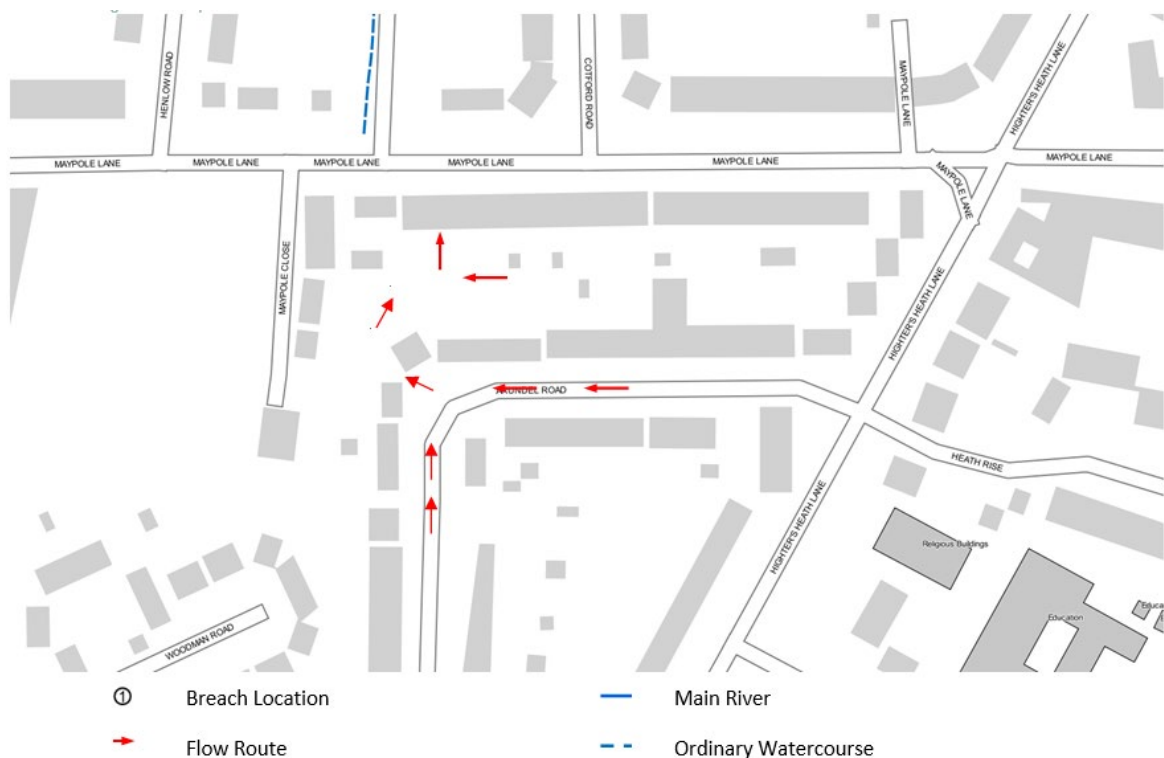 HENLOW ROAD
COTFORD ROAD
MAYPOLE LANE
HIGHTER'S HEATH LANE
MAYPOLE LANE
MAYPOLE LANE
MAYPOLE LANE
MAYPOLE LANE
MAYPOLE LANE
MAYPOLE LANE
MAYPOLE LANE
MAYPOLE CLOSE
HIGHTER'S HEATH LANE
ARUNDEL ROAD
HEATH RISE
HIGHTER'S HEATH LANE
Religious Buildings
Education
Educa
WOODMAN ROAD
① Breach Location
Main River
Flow Route
Ordinary Watercourse